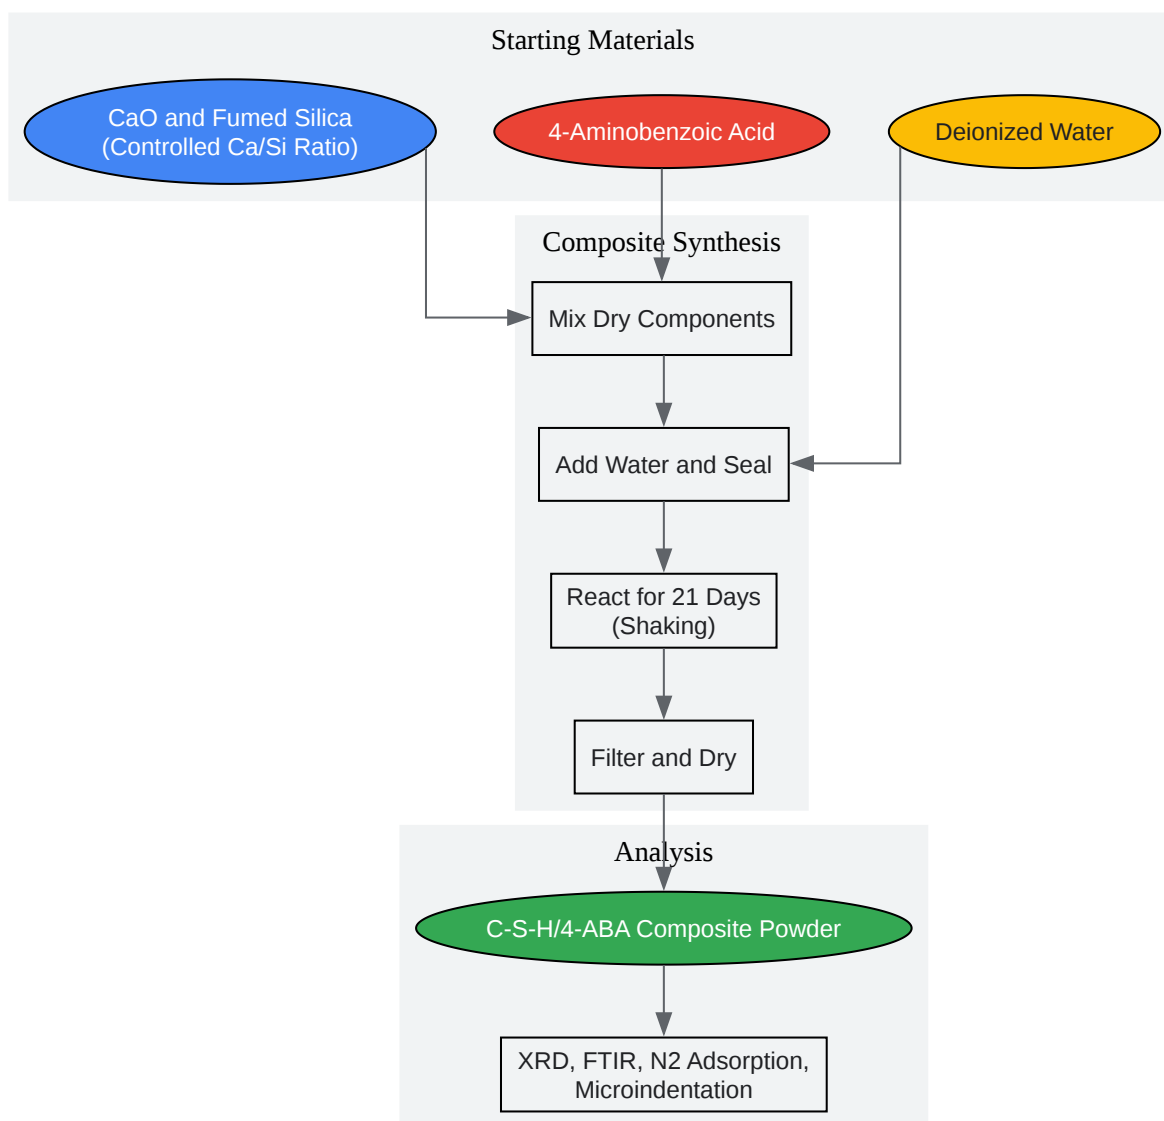 Starting Materials
CaO and Fumed Silica
(Controlled Ca/Si Ratio)
4-Aminobenzoic Acid
Deionized Water
Composite Synthesis
Mix Dry Components
Add Water and Seal
React for 21 Days
(Shaking)
Filter and Dry
Analysis
C-S-H/4-ABA Composite Powder
XRD, FTIR, N2 Adsorption,
Microindentation